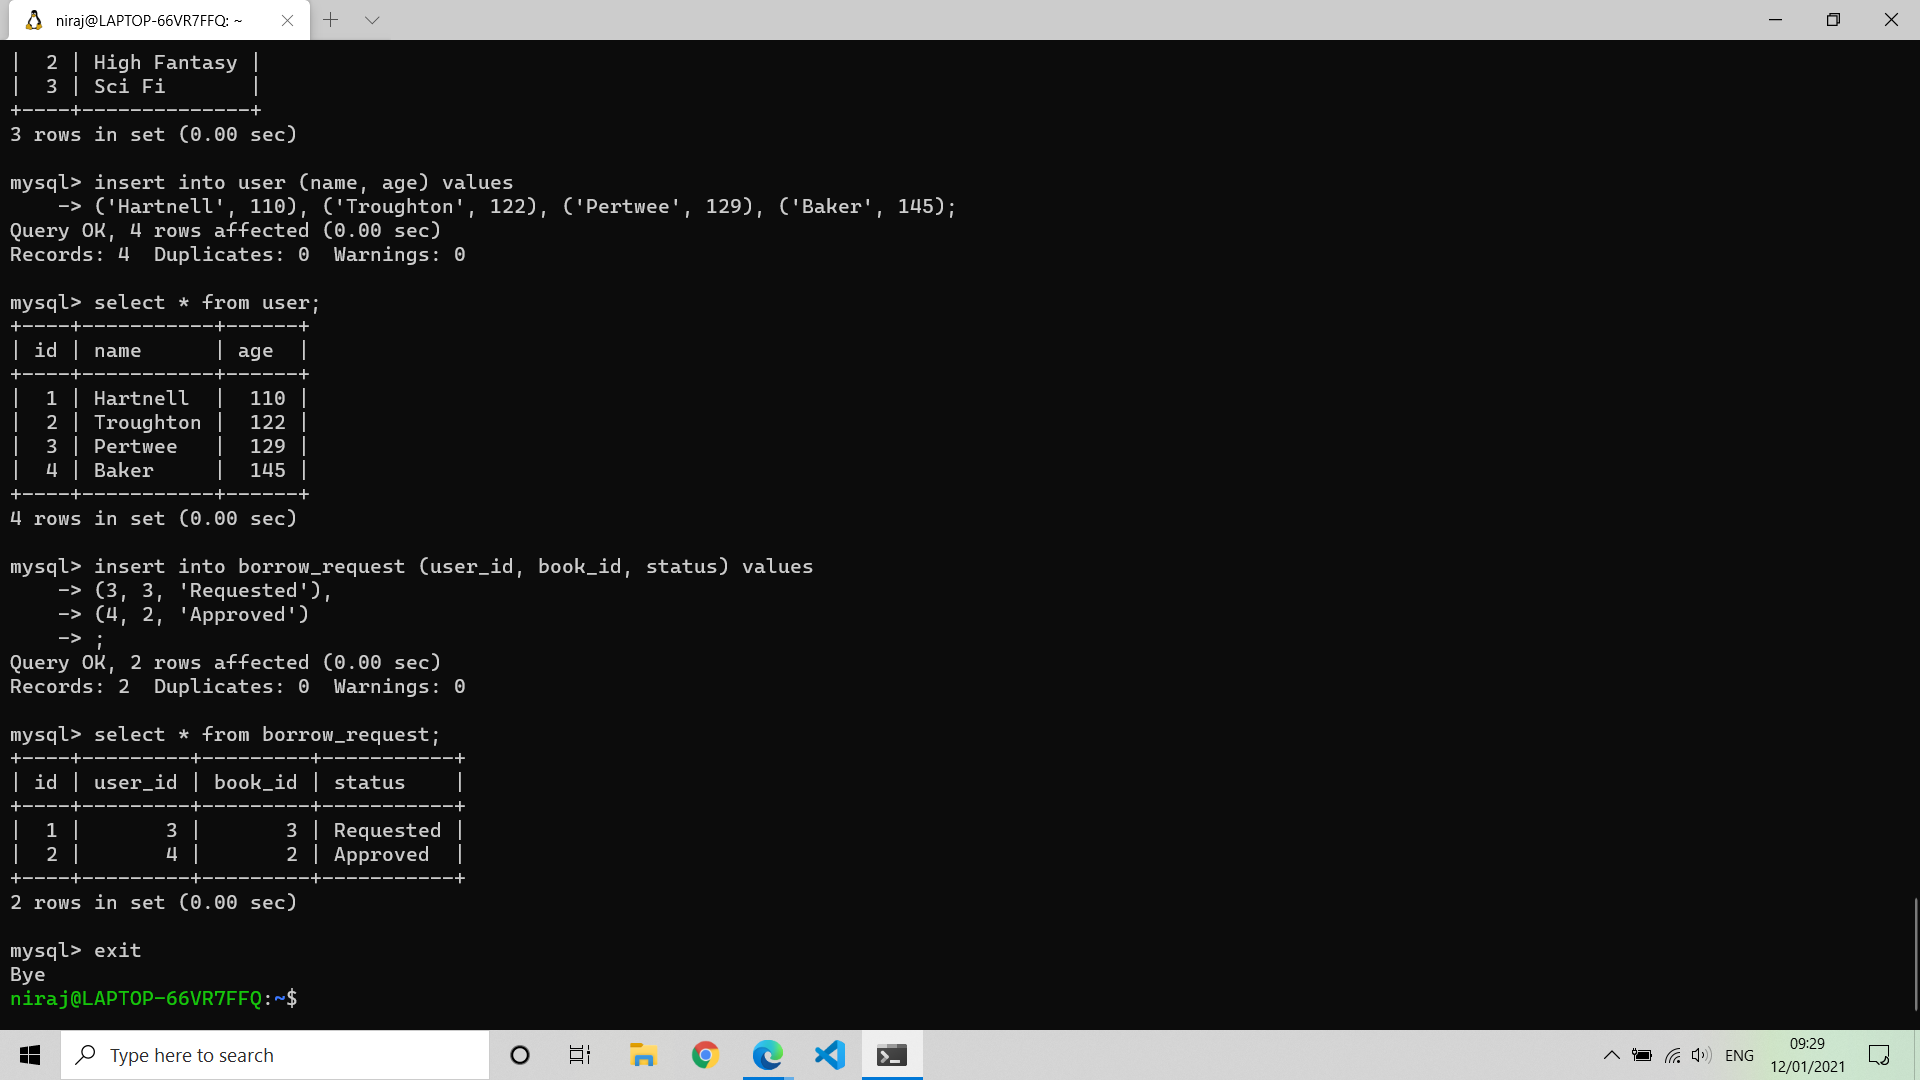 niraj@LAPTOP-66VR7FFQ: ~
|  2 | High Fantasy |
|  3 | Sci Fi       |
+----+--------------+
3 rows in set (0.00 sec)

mysql> insert into user (name, age) values
    -> ('Hartnell', 110), ('Troughton', 122), ('Pertwee', 129), ('Baker', 145);
Query OK, 4 rows affected (0.00 sec)
Records: 4  Duplicates: 0  Warnings: 0

mysql> select * from user;
+----+-----------+------+
| id | name      | age  |
+----+-----------+------+
|  1 | Hartnell  |  110 |
|  2 | Troughton |  122 |
|  3 | Pertwee   |  129 |
|  4 | Baker     |  145 |
+----+-----------+------+
4 rows in set (0.00 sec)

mysql> insert into borrow_request (user_id, book_id, status) values
    -> (3, 3, 'Requested'),
    -> (4, 2, 'Approved')
    -> ;
Query OK, 2 rows affected (0.00 sec)
Records: 2  Duplicates: 0  Warnings: 0

mysql> select * from borrow_request;
+----+---------+---------+-----------+
| id | user_id | book_id | status    |
+----+---------+---------+-----------+
|  1 |       3 |       3 | Requested |
|  2 |       4 |       2 | Approved  |
+----+---------+---------+-----------+
2 rows in set (0.00 sec)

mysql> exit
Bye
niraj@LAPTOP-66VR7FFQ:~$
Type here to search
ENG
09:29
12/01/2021